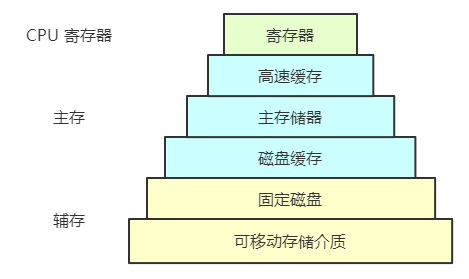 CPU 寄存器
寄存器
高速缓存
主存
主存储器
磁盘缓存
固定磁盘
辅存
可移动存储介质